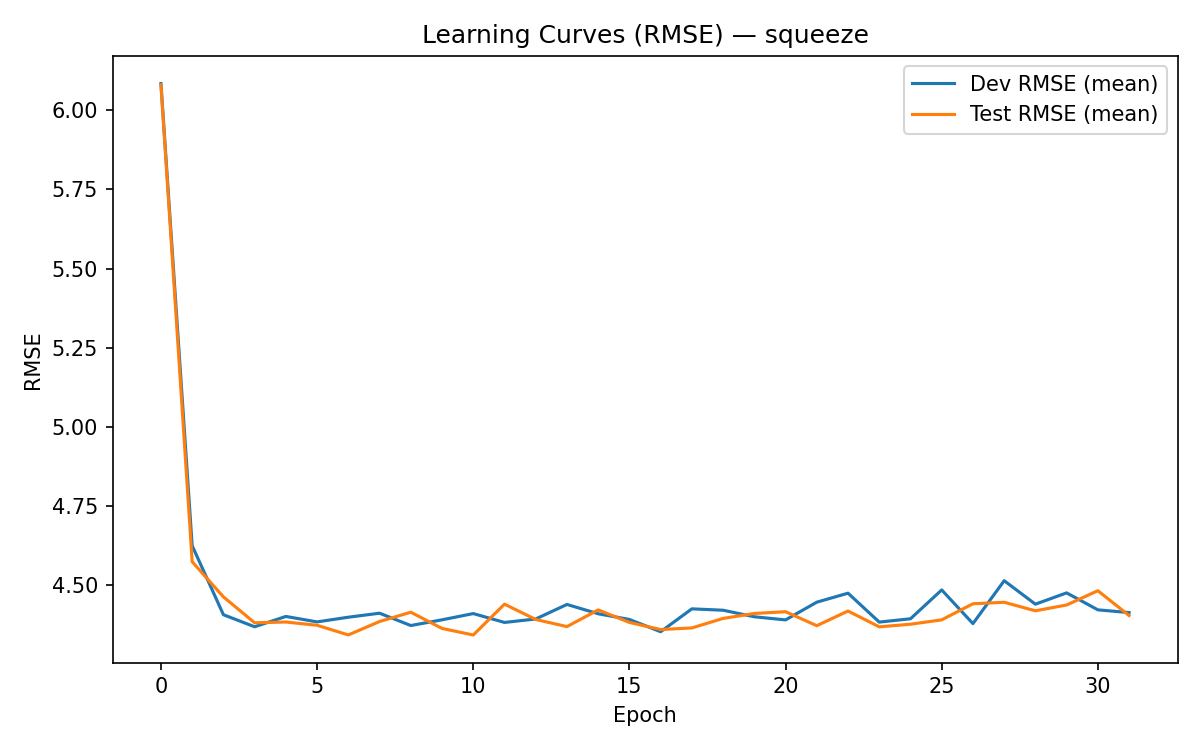 Learning Curves (RMSE) — squeeze
Dev RMSE (mean)
Test RMSE (mean)
RMSE
6.00
5.75
5.50
5.25
5.00
4.75
4.50
0 5 10 15 20 25 30
Epoch